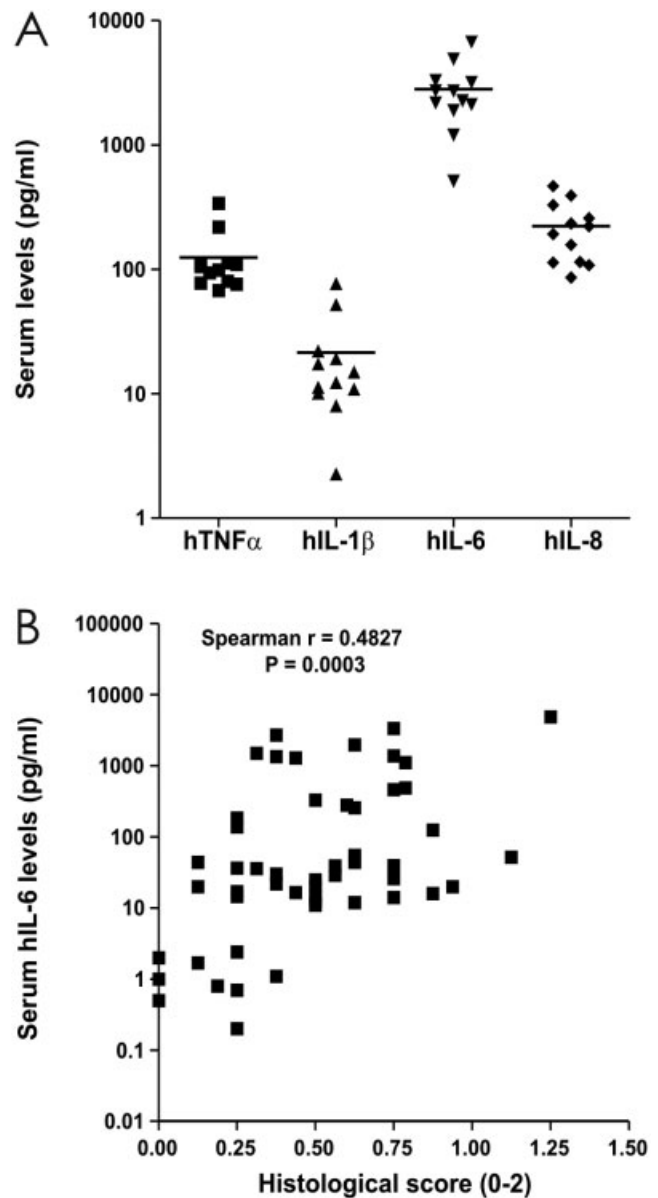 A
Serum levels (pg/ml)
10000
1000
100
10
1
hTNFα hIL-1β hIL-6 hIL-8
B
Spearman r = 0.4827
P = 0.0003
Serum hIL-6 levels (pg/ml)
100000
10000
1000
100
10
1
0.1
0.01
0.00 0.25 0.50 0.75 1.00 1.25 1.50
Histological score (0-2)